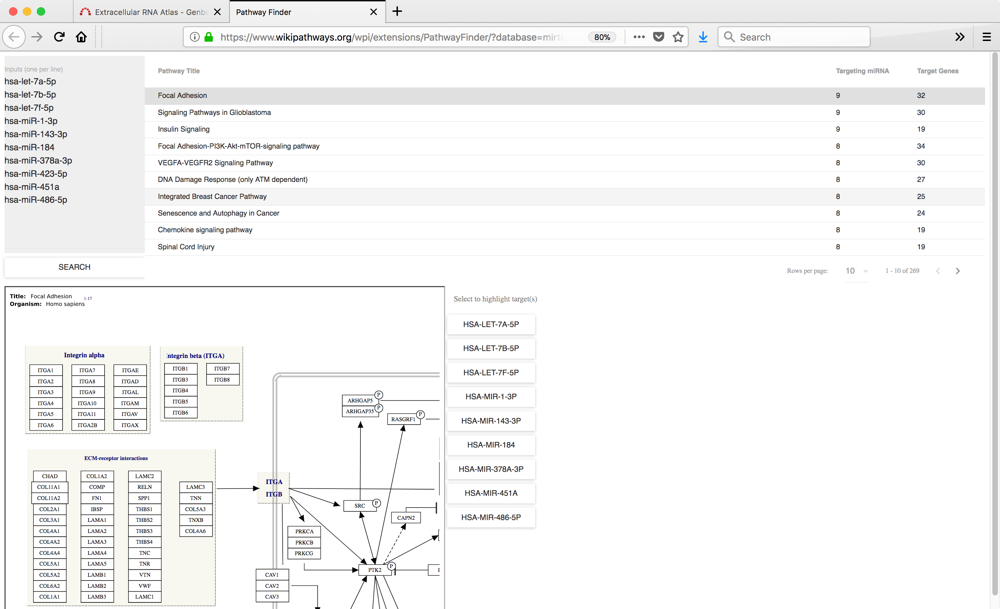 Extracellular RNA Atlas - Genb
Pathway Finder
https://www.wikipathways.org/wpi/extensions/PathwayFinder/?database=mirta
80%
Search
Inputs (one per line)
hsa-let-7a-5p
hsa-let-7b-5p
hsa-let-7f-5p
hsa-miR-1-3p
hsa-miR-143-3p
hsa-miR-184
hsa-miR-378a-3p
hsa-miR-423-5p
hsa-miR-451a
hsa-miR-486-5p
SEARCH
Pathway Title Targeting miRNA Target Genes
Focal Adhesion 9 32
Signaling Pathways in Glioblastoma 9 30
Insulin Signaling 9 19
Focal Adhesion-PI3K-Akt-mTOR-signaling pathway 8 34
VEGFA-VEGFR2 Signaling Pathway 8 30
DNA Damage Response (only ATM dependent) 8 27
Integrated Breast Cancer Pathway 8 25
Senescence and Autophagy in Cancer 8 24
Chemokine signaling pathway 8 19
Spinal Cord Injury 8 19
Rows per page: 10 1 - 10 of 269
Title: Focal Adhesion 1-17
Organism: Homo sapiens
Integrin alpha
ITGA1 ITGA7 ITGAE
ITGA2 ITGA8 ITGAD
ITGA3 ITGA9 ITGAL
ITGA4 ITGA10 ITGAM
ITGA5 ITGA11 ITGAV
ITGA6 ITGA2B ITGAX
Integrin beta (ITGA)
ITGB1 ITGB7
ITGB3 ITGB8
ITGB4
ITGB5
ITGB6
ECM-receptor interactions
CHAD COL1A2 LAMC2
COL11A1 COMP RELN LAMC3
COL11A2 FN1 SPP1 TNN
COL2A1 IBSP THBS1 COL5A3
COL3A1 LAMA1 THBS2 TNXB
COL4A1 LAMA2 THBS3 COL4A6
COL4A2 LAMA3 THBS4
COL4A4 LAMA4 TNC
COL5A1 LAMA5 TNR
COL5A2 LAMB1 VTN
COL6A2 LAMB2 VWF
COL1A1 LAMB3 LAMC1
ITGA
ITGB
ARHGAP5 P
ARHGAP35 P
RASGRF1 P
SRC P
CAPN2
PRKCA
PRKCB
PRKCG
PTK2 P
CAV1
CAV2
CAV3
Select to highlight target(s)
HSA-LET-7A-5P
HSA-LET-7B-5P
HSA-LET-7F-5P
HSA-MIR-1-3P
HSA-MIR-143-3P
HSA-MIR-184
HSA-MIR-378A-3P
HSA-MIR-451A
HSA-MIR-486-5P